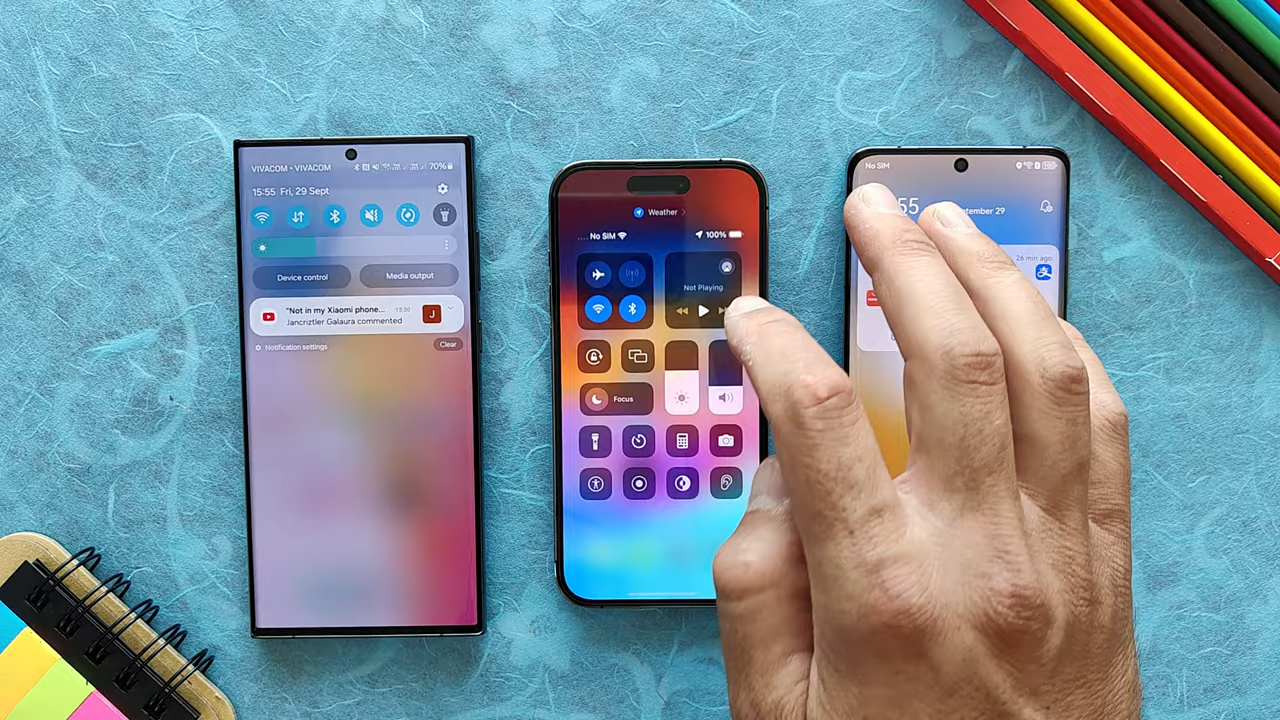 VIVACOM • VIVACOM
70%
15:55 Fri, 29 Sept
Device control
Media output
"Not in my Xiaomi phone...
15:30
Jancriztler Galaura commented
J
Notification settings
Clear
Weather
No SIM
100%
Not Playing
Focus
No SIM
55
tember 29
26 min ago